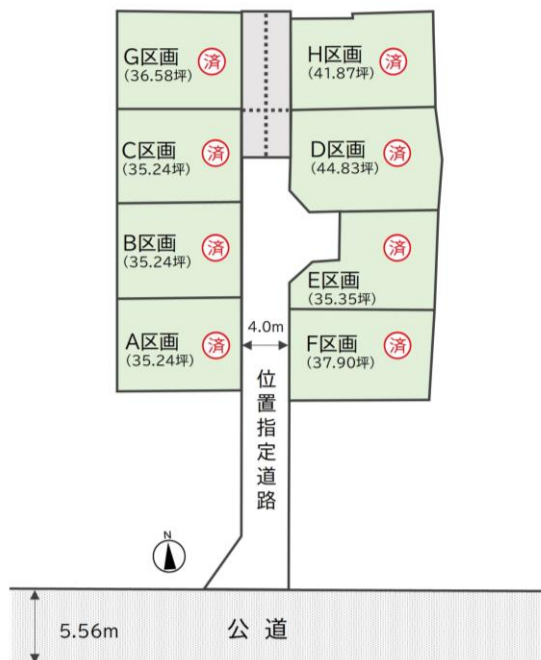 G区画
(36.58坪)
済
H区画
(41.87坪)
済
C区画
(35.24坪)
済
D区画
(44.83坪)
済
B区画
(35.24坪)
済
E区画
(35.35坪)
済
A区画
(35.24坪)
済
4.0m
F区画
(37.90坪)
済
位置指定道路
N
5.56m
公道